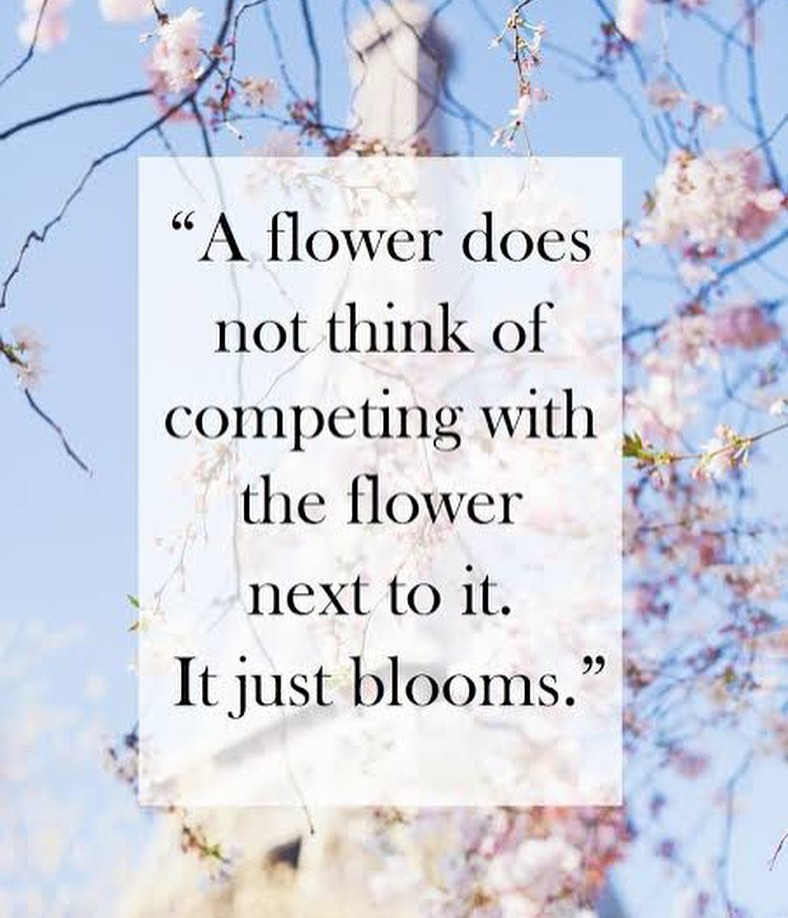 “A flower does
not think of
competing with
the flower
next to it.
It just blooms.”